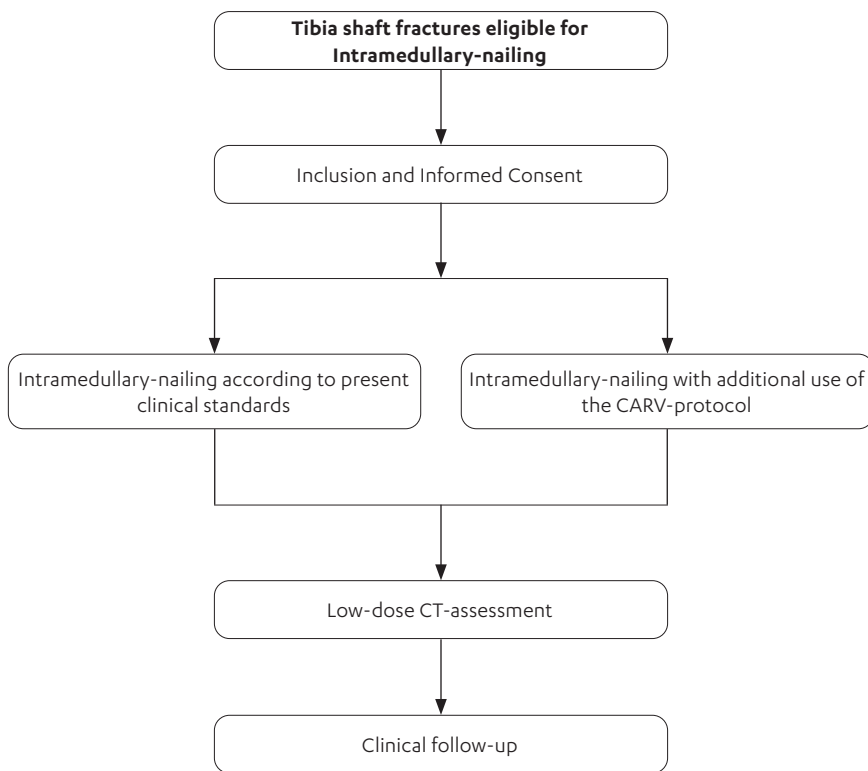 Tibia shaft fractures eligible for
Intramedullary-nailing
Inclusion and Informed Consent
Intramedullary-nailing according to present
clinical standards
Intramedullary-nailing with additional use of
the CARV-protocol
Low-dose CT-assessment
Clinical follow-up